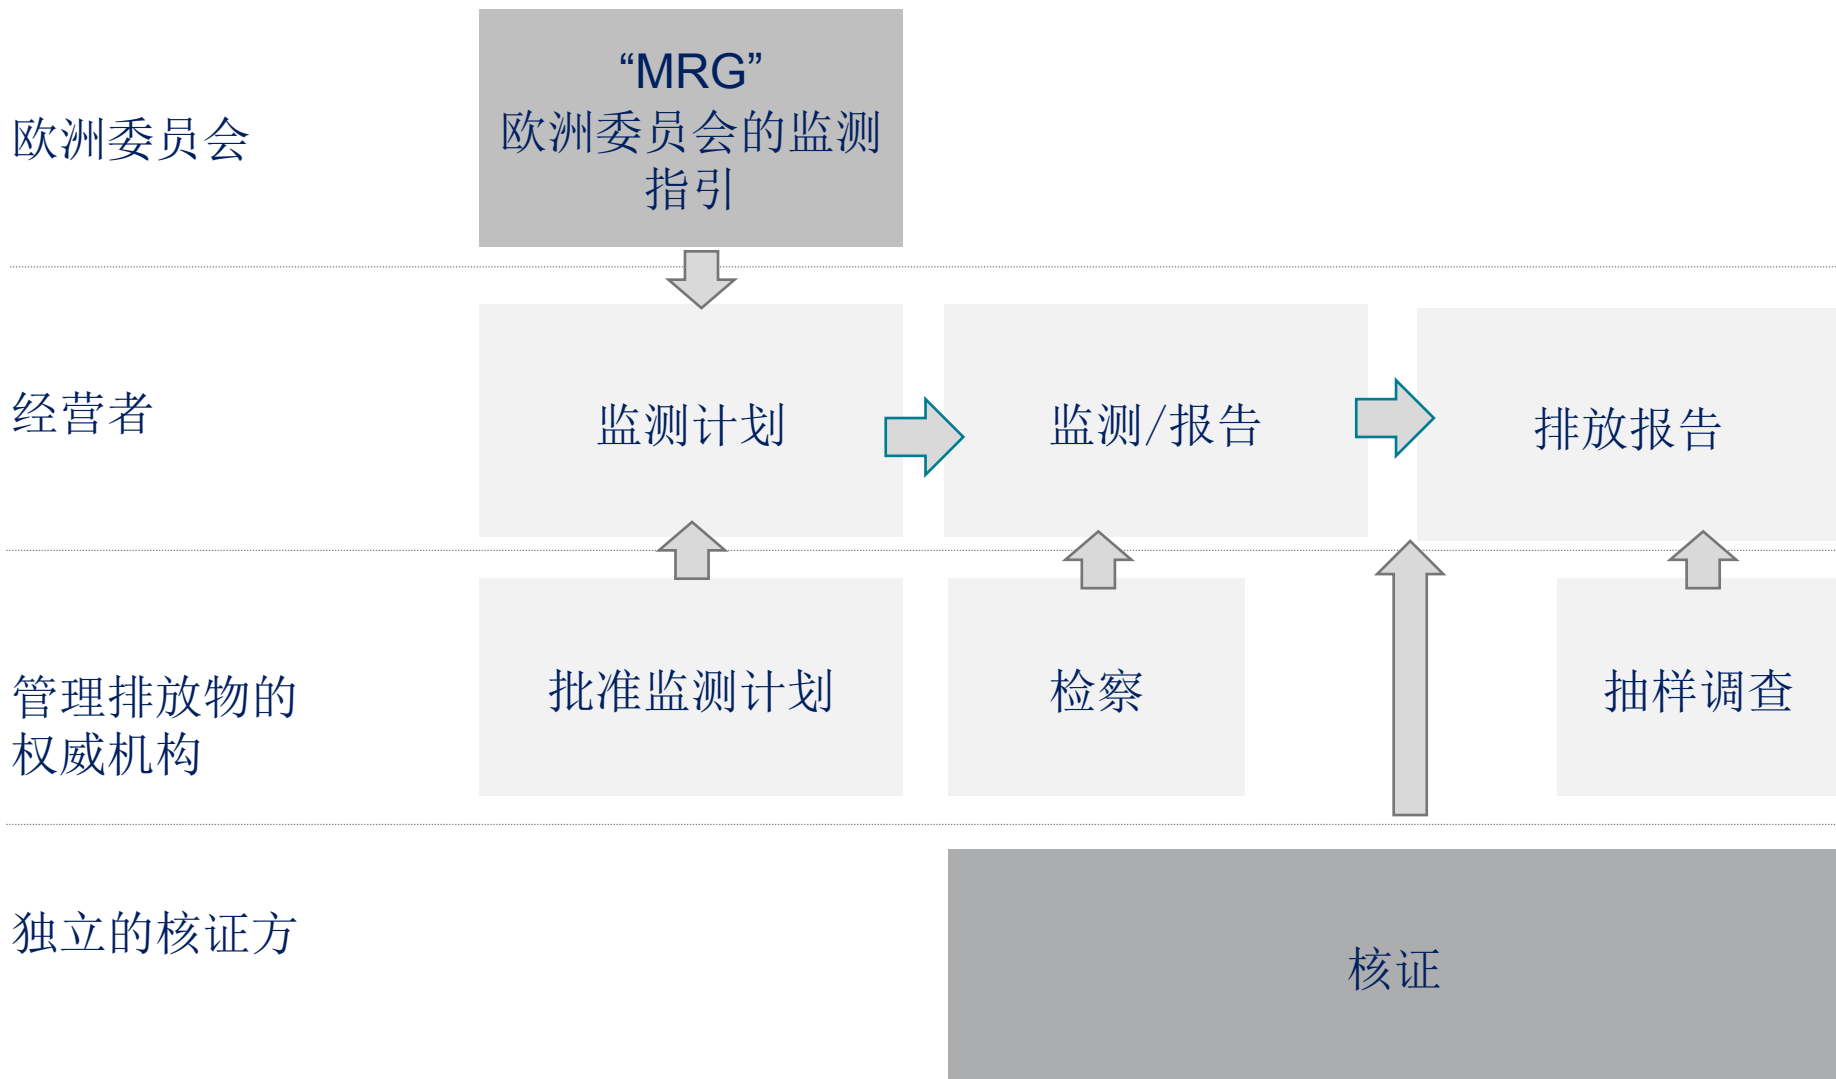 “MRG”
欧洲委员会的监测
指引
欧洲委员会
经营者
监测计划
监测/报告
排放报告
管理排放物的
权威机构
批准监测计划
检察
抽样调查
独立的核证方
核证